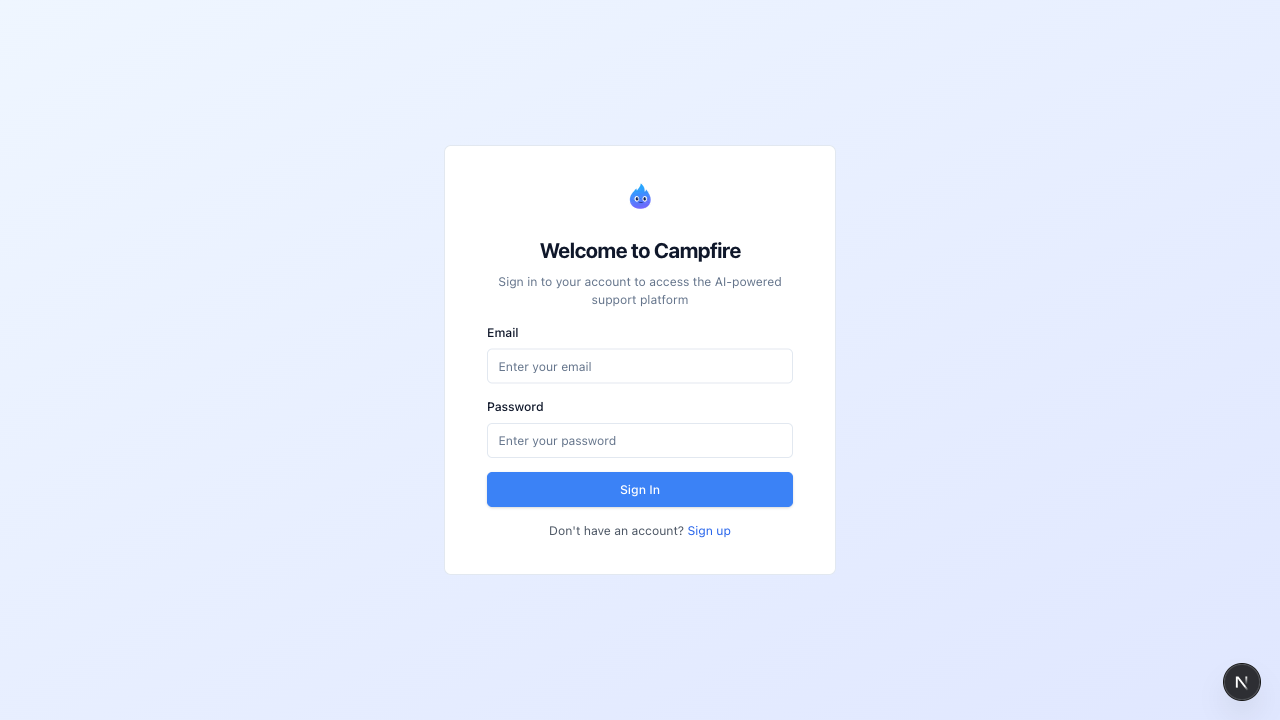 Welcome to Campfire
Sign in to your account to access the AI-powered
support platform
Email
Enter your email
Password
Enter your password
Sign In
Don't have an account? Sign up
N